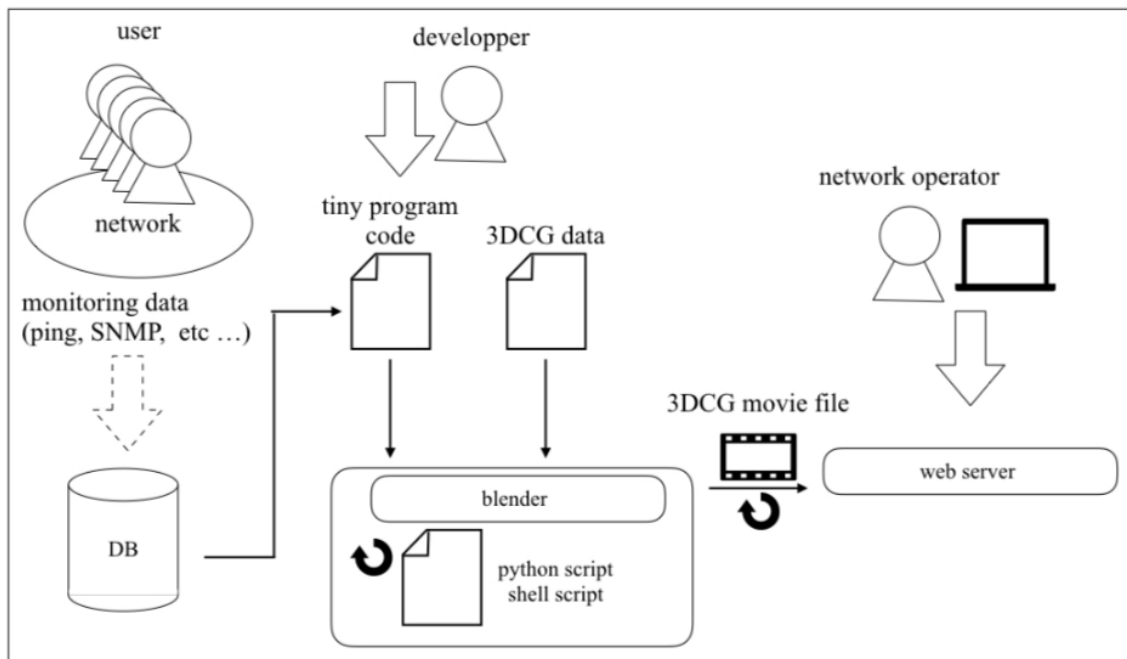 user
developper
network operator
network
tiny program
code
3DCG data
monitoring data
(ping, SNMP, etc …)
3DCG movie file
DB
blender
web server
python script
shell script